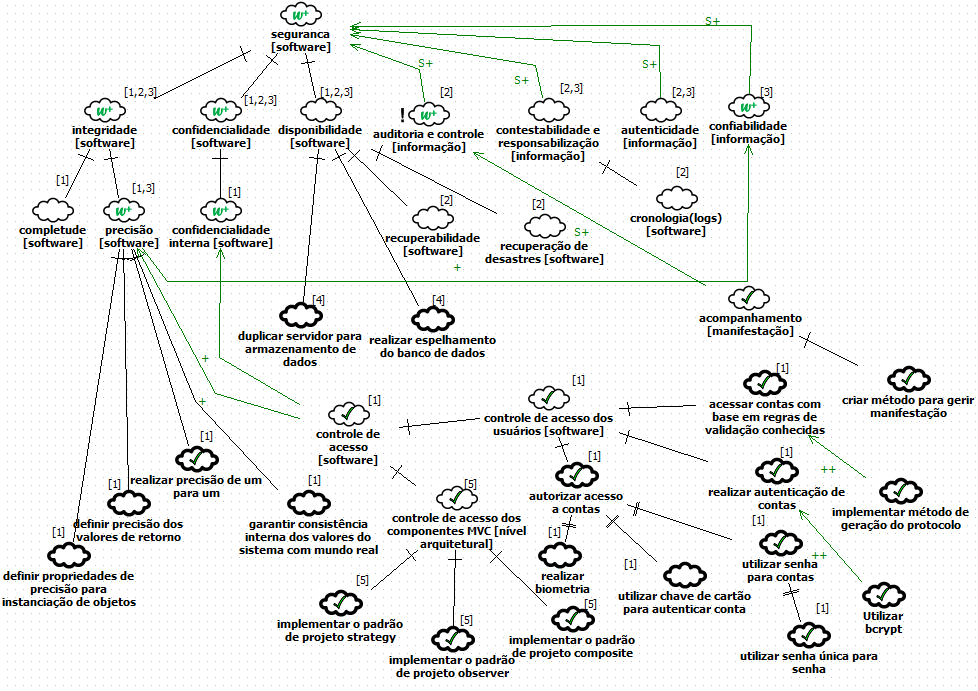 W+
seguranca
[software]
S+
S+
S+
S+
[1,2,3]
[1,2,3]
[1,2,3]
[2]
[2,3]
[2,3]
[3]
W+
integridade
[software]
W+
confidencialidade
[software]
disponibilidade
[software]
!
W+
auditoria e controle
[informação]
contestabilidade e
responsabilização
[informação]
autenticidade
[informação]
W+
confiabilidade
[informação]
[1]
completude
[software]
[1,3]
W+
precisão
[software]
[1]
W+
confidencialidade
interna [software]
[2]
recuperabilidade
[software]
[2]
recuperação de
desastres [software]
[2]
cronologia(logs)
[software]
S+
+
acompanhamento
[manifestação]
[4]
duplicar servidor para
armazenamento de
dados
[4]
realizar espelhamento
do banco de dados
+
+
criar método para gerir
manifestação
[1]
acessar contas com
base em regras de
validação conhecidas
[1]
controle de acesso dos
usuários [software]
[1]
controle de
acesso
[software]
[1]
realizar precisão de um
para um
[1]
definir precisão dos
valores de retorno
[1]
garantir consistência
interna dos valores do
sistema com mundo real
[1]
definir propriedades de
precisão para
instanciação de objetos
[5]
controle de acesso dos
componentes MVC [nível
arquitetural]
[1]
autorizar acesso
a contas
[1]
realizar autenticação de
contas
++
implementar método de
geração do protocolo
[1]
realizar
biometria
[1]
utilizar chave de cartão
para autenticar conta
[1]
utilizar senha
para contas
++
Utilizar
bcrypt
[5]
implementar o padrão
de projeto strategy
[5]
implementar o padrão
de projeto observer
[5]
implementar o padrão
de projeto composite
[1]
utilizar senha única para
senha